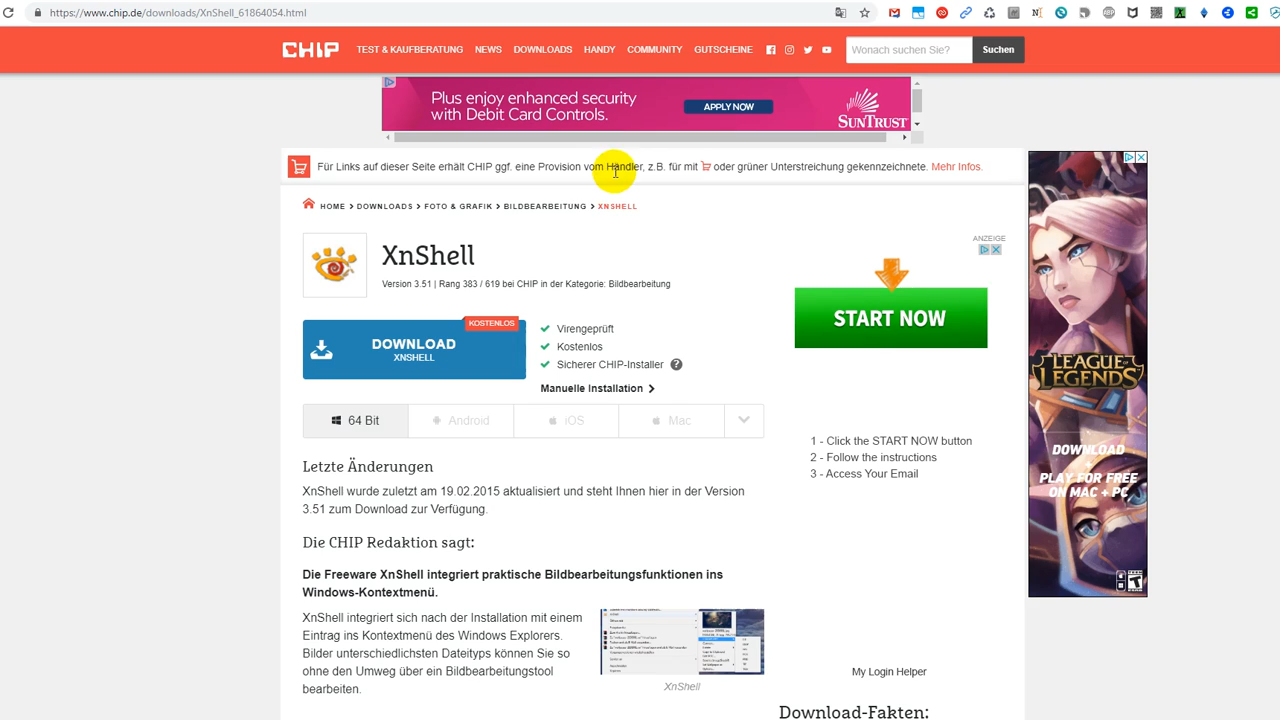 https://www.chip.de/downloads/XnShell_61864054.html
CHIP
TEST & KAUFBERATUNG NEWS DOWNLOADS HANDY COMMUNITY GUTSCHEINE
Wonach suchen Sie?
Suchen
Plus enjoy enhanced security
with Debit Card Controls.
APPLY NOW
SUNTRUST
Für Links auf dieser Seite erhält CHIP ggf. eine Provision vom Händler, z.B. für mit oder grüner Unterstreichung gekennzeichnete. Mehr Infos.
HOME > DOWNLOADS > FOTO & GRAFIK > BILDBEARBEITUNG > XNSHELL
XnShell
Version 3.51 | Rang 383 / 619 bei CHIP in der Kategorie: Bildbearbeitung
KOSTENLOS
DOWNLOAD
XNSHELL
Virengeprüft
Kostenlos
Sicherer CHIP-Installer ?
Manuelle Installation
64 Bit
Android
iOS
Mac
Letzte Änderungen
XnShell wurde zuletzt am 19.02.2015 aktualisiert und steht Ihnen hier in der Version
3.51 zum Download zur Verfügung.
Die CHIP Redaktion sagt:
Die Freeware XnShell integriert praktische Bildbearbeitungsfunktionen ins
Windows-Kontextmenü.
XnShell integriert sich nach der Installation mit einem
Eintrag ins Kontextmenü des Windows Explorers.
Bilder unterschiedlichsten Dateityps können Sie so
ohne den Umweg über ein Bildbearbeitungstool
bearbeiten.
XnShell
ANZEIGE
START NOW
1 - Click the START NOW button
2 - Follow the instructions
3 - Access Your Email
My Login Helper
Download-Fakten:
LEAGUE OF
LEGENDS
DOWNLOAD
+
PLAY FOR FREE
ON MAC + PC
T